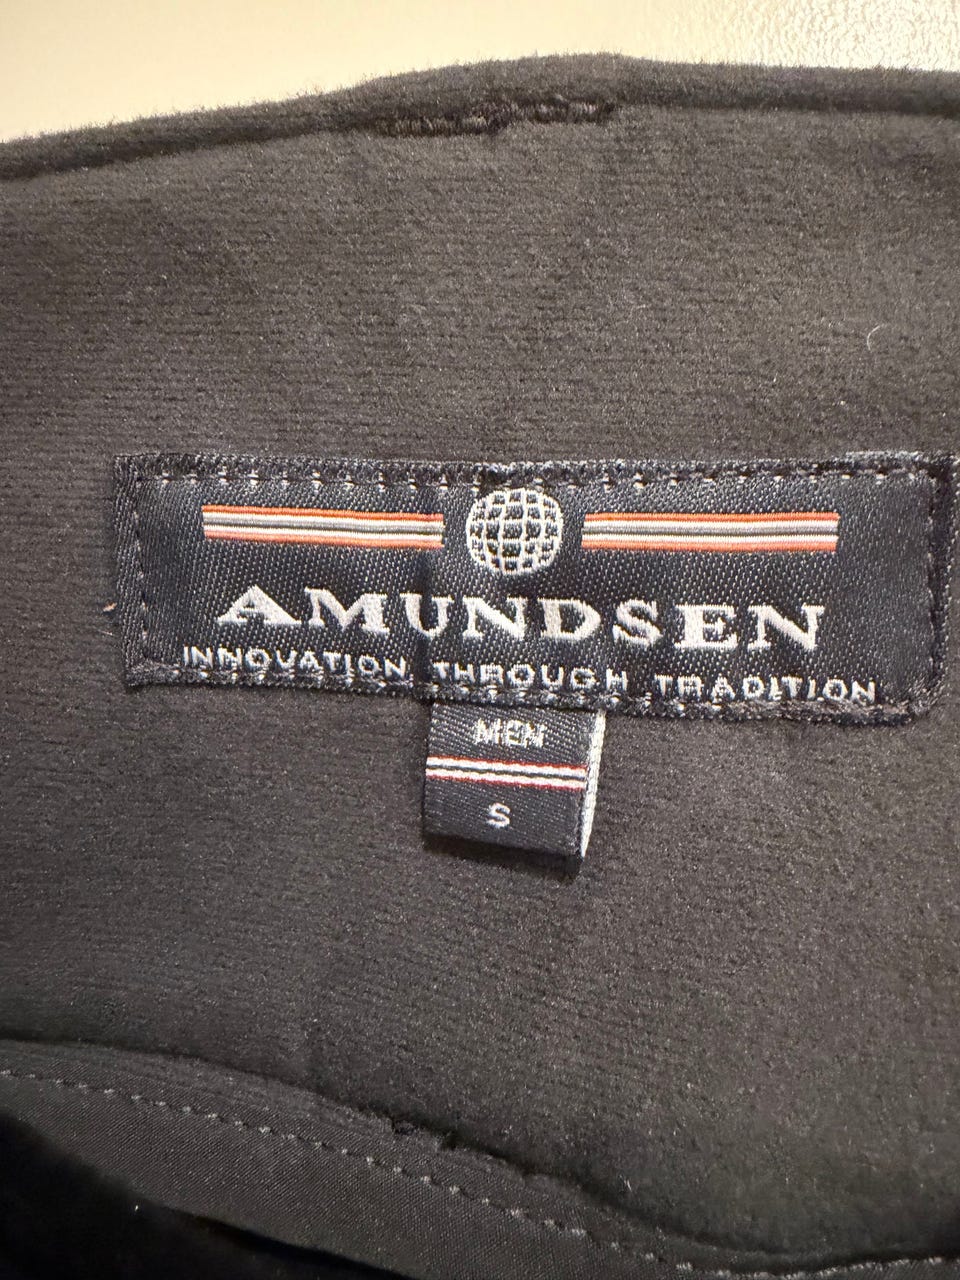 AMUNDSEN
INNOVATION THROUGH TRADITION
MEN
S